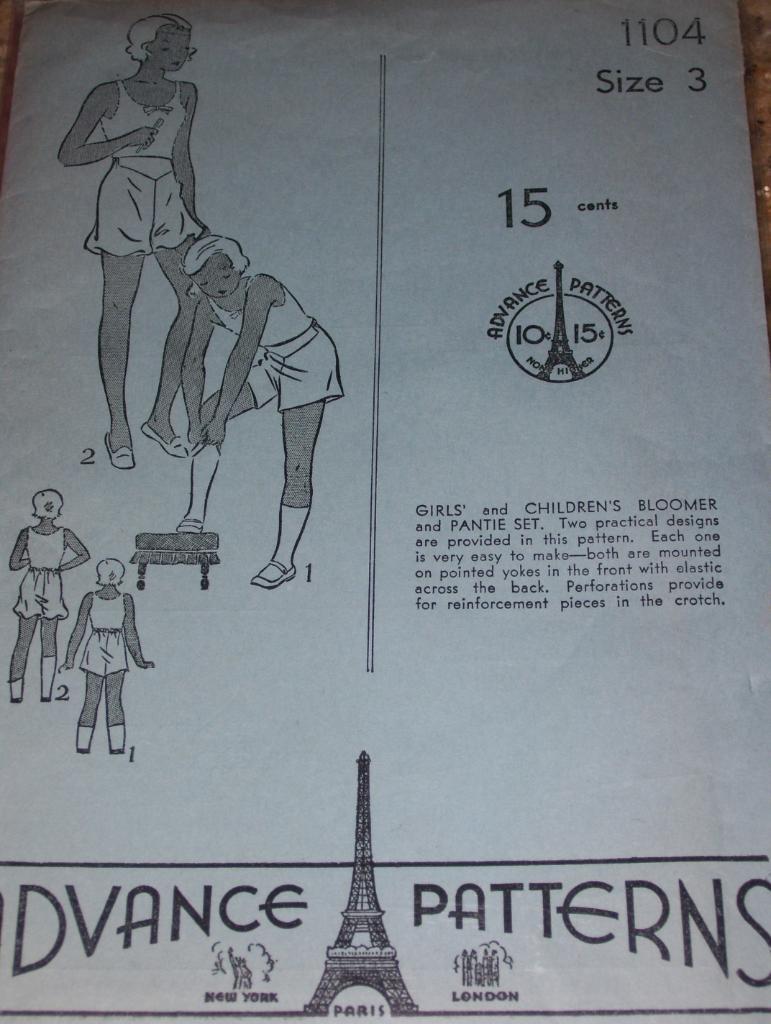 1104
Size 3
15 cents
ADVANCE PATTERNS
10¢ 15¢
NONE HIGHER
2
1
GIRLS' and CHILDREN'S BLOOMER
and PANTIE SET. Two practical designs
are provided in this pattern. Each one
is very easy to make—both are mounted
on pointed yokes in the front with elastic
across the back. Perforations provide
for reinforcement pieces in the crotch.
2
1
ADVANCE PATTERNS
NEW YORK
PARIS
LONDON